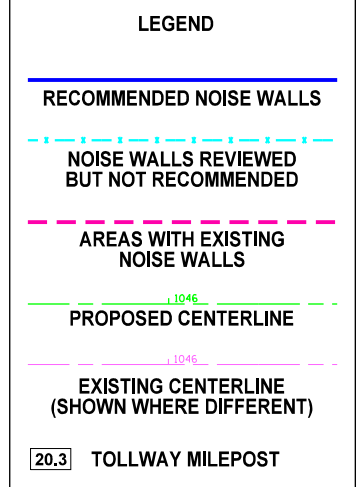 LEGEND
RECOMMENDED NOISE WALLS
x x x x x x x x
NOISE WALLS REVIEWED
BUT NOT RECOMMENDED
AREAS WITH EXISTING
NOISE WALLS
1046
PROPOSED CENTERLINE
1046
EXISTING CENTERLINE
(SHOWN WHERE DIFFERENT)
20.3 TOLLWAY MILEPOST